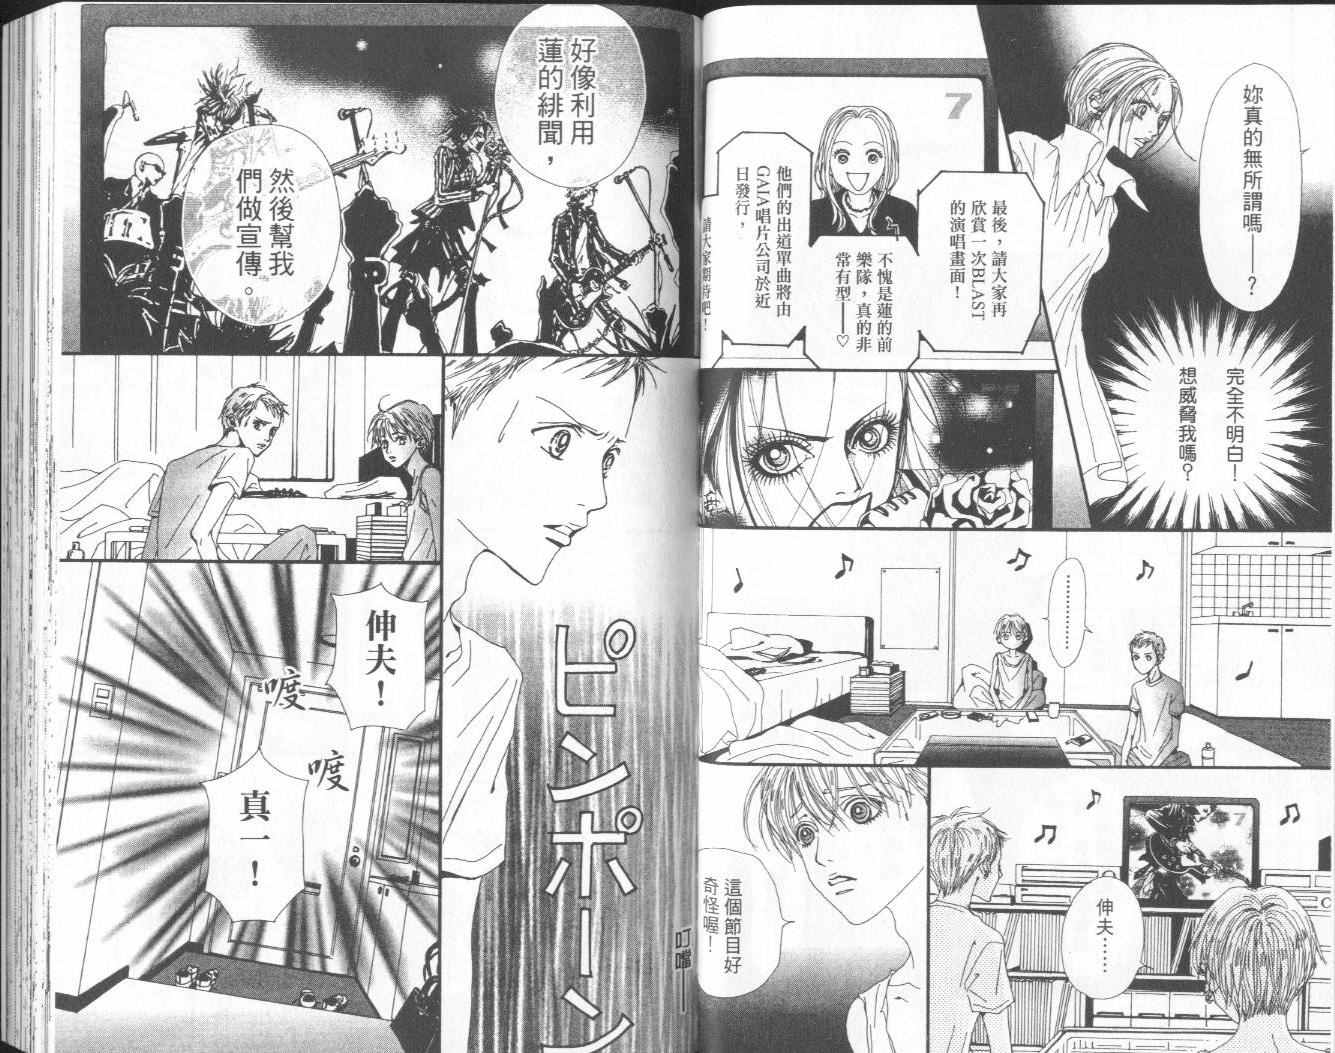 妳真的無所謂嗎——？
完全不明白！
想威脅我嗎？
7
最後，請大家再
欣賞一次BLAST
的演唱畫面！
不愧是蓮的前
樂隊，真的非
常有型——♡
他們的出道單曲將由
GAIA唱片公司於近
日發行，
請大家期待吧！
…………
7
伸夫……
這個節目好
奇怪喔！
好像利用
蓮的緋聞，
然後幫我
們做宣傳。
ピンポーン
叮噹——
伸夫！
喥
喥
真一！